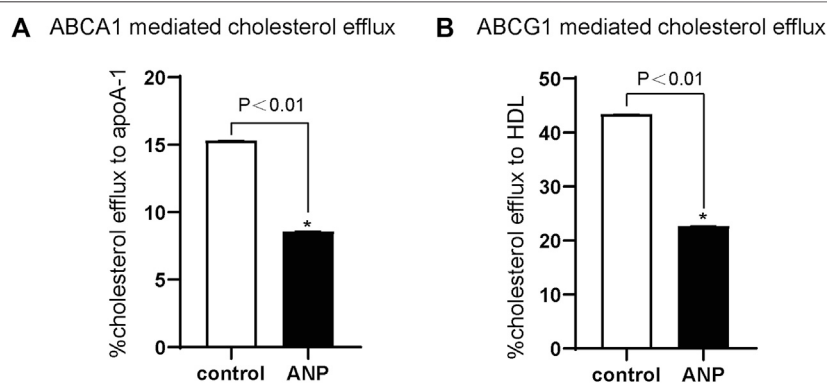 A ABCA1 mediated cholesterol efflux
%cholesterol efflux to apoA-1
20
15
10
5
0
P<0.01
*
control ANP
B ABCG1 mediated cholesterol efflux
%cholesterol efflux to HDL
50
40
30
20
10
0
P<0.01
*
control ANP